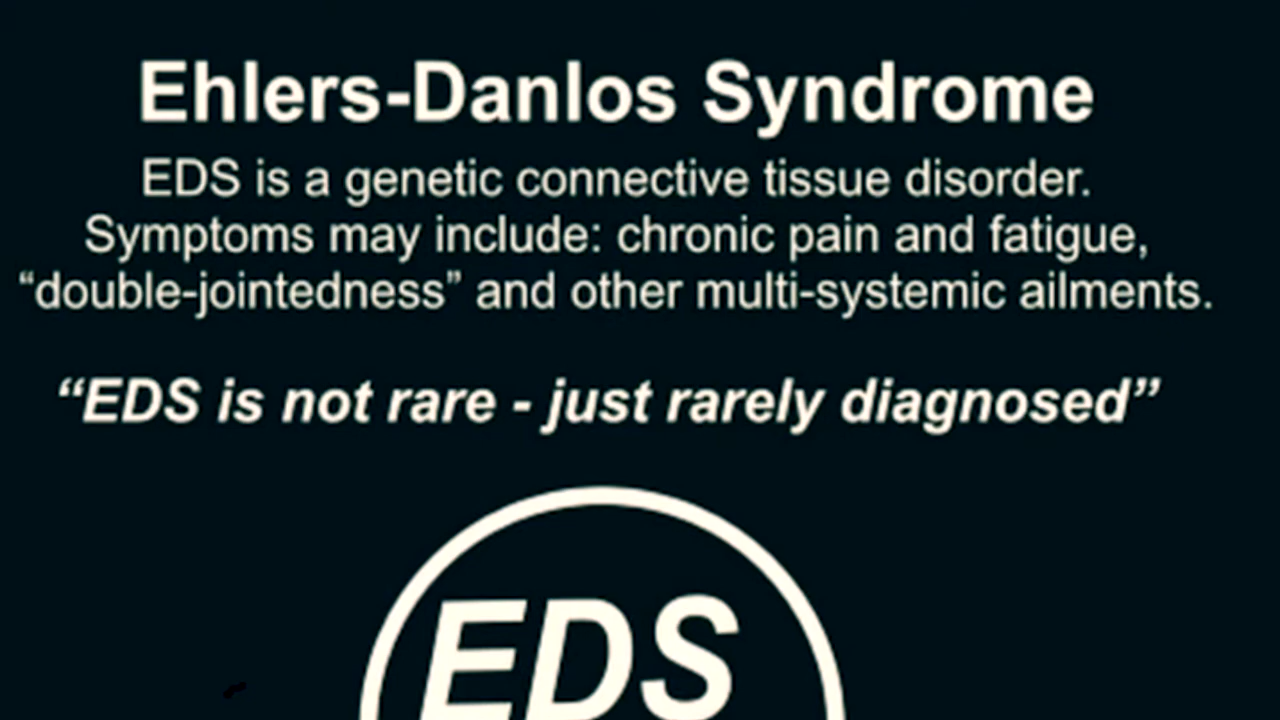 Ehlers-Danlos Syndrome
EDS is a genetic connective tissue disorder.
Symptoms may include: chronic pain and fatigue,
“double-jointedness” and other multi-systemic ailments.
“EDS is not rare - just rarely diagnosed”
EDS